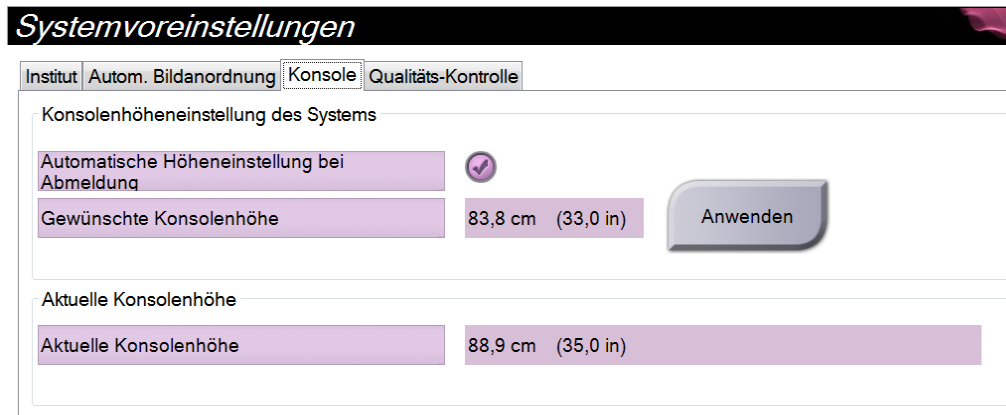 Systemvoreinstellungen
Institut Autom. Bildanordnung Konsole Qualitäts-Kontrolle
Konsolenhöheneinstellung des Systems
Automatische Höheneinstellung bei
Abmeldung
Gewünschte Konsolenhöhe 83,8 cm (33,0 in) Anwenden
Aktuelle Konsolenhöhe
Aktuelle Konsolenhöhe 88,9 cm (35,0 in)